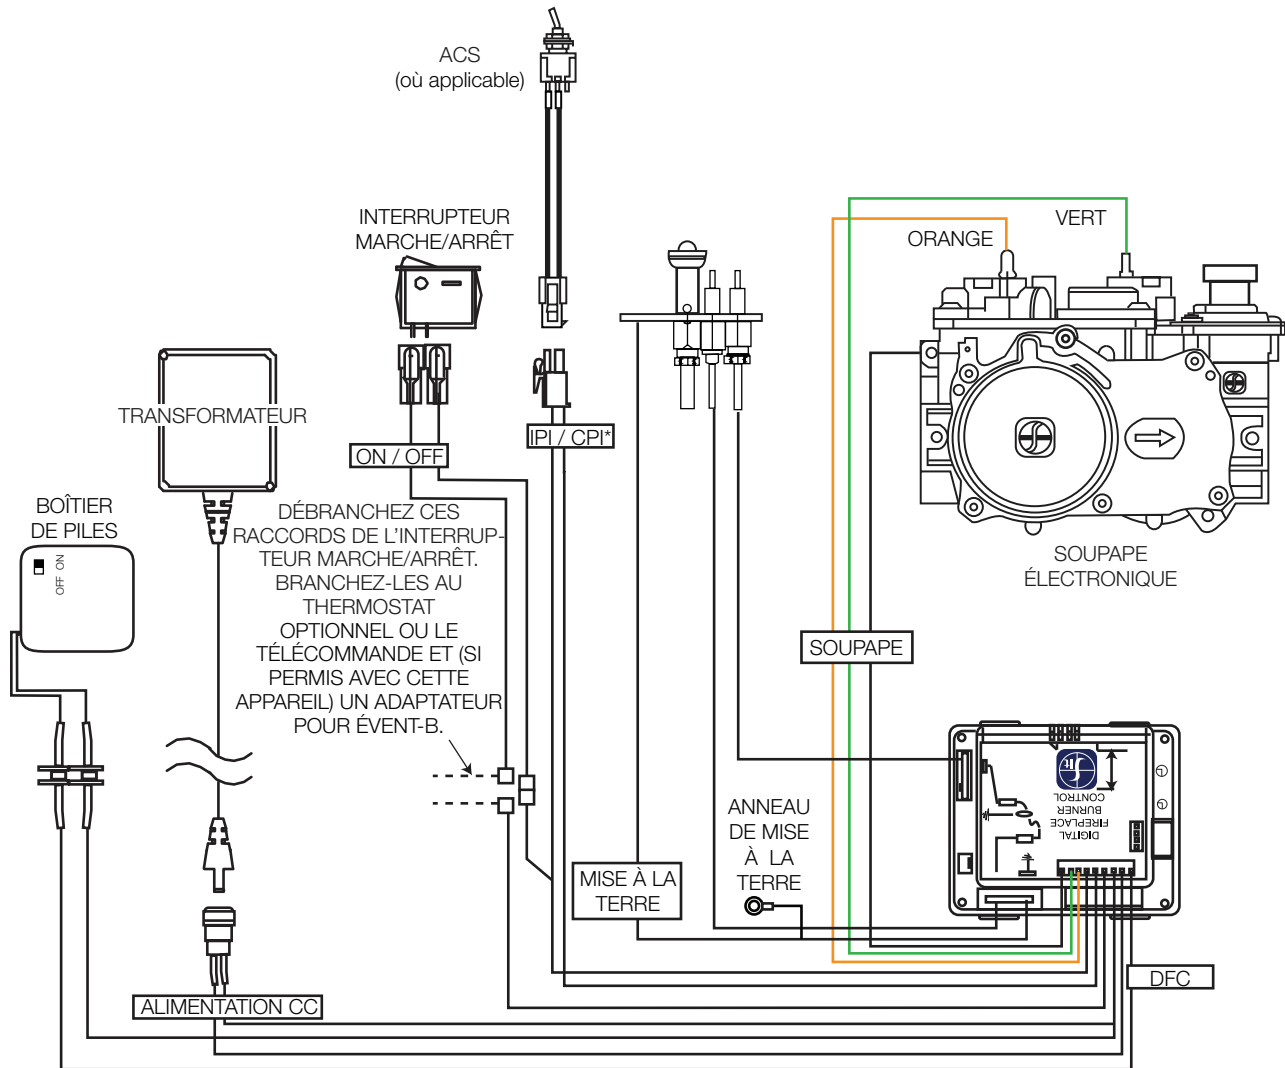 ACS
(où applicable)
INTERRUPTEUR
MARCHE/ARRÊT
VERT
ORANGE
TRANSFORMATEUR
IPI / CPI*
ON / OFF
BOÎTIER
DE PILES
OFF ON
DÉBRANCHEZ CES
RACCORDS DE L'INTERRUP-
TEUR MARCHE/ARRÊT.
BRANCHEZ-LES AU
THERMOSTAT
OPTIONNEL OU LE
TÉLÉCOMMANDE ET (SI
PERMIS AVEC CETTE
APPAREIL) UN ADAPTATEUR
POUR ÉVENT-B.
SOUPAPE
ÉLECTRONIQUE
SOUPAPE
Sit
DIGITAL
FIREPLACE
BURNER
CONTROL
ANNEAU
DE MISE
À LA
TERRE
MISE À LA
TERRE
DFC
ALIMENTATION CC